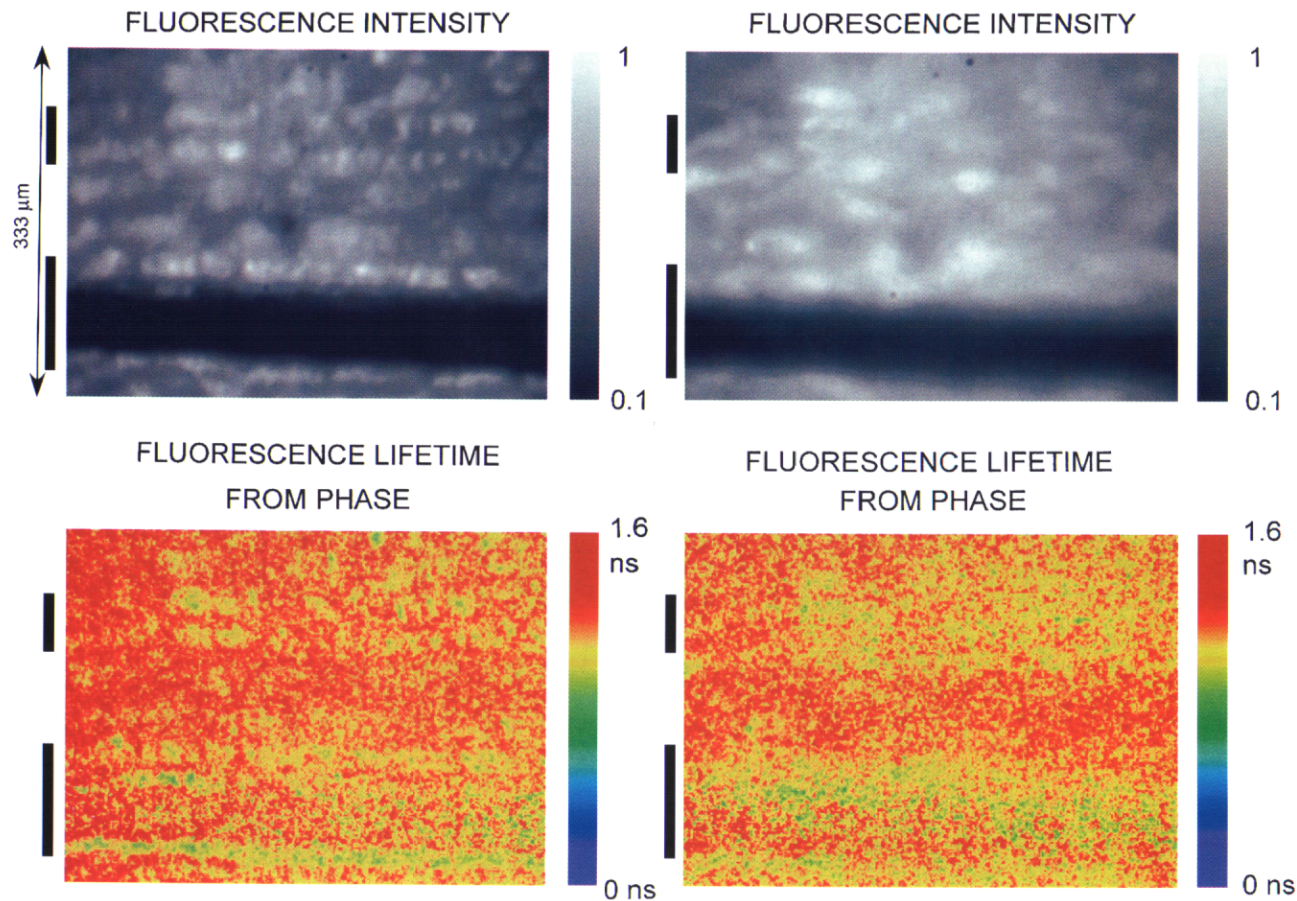 FLUORESCENCE INTENSITY
FLUORESCENCE INTENSITY
1
1
333 µm
0.1
0.1
FLUORESCENCE LIFETIME
FROM PHASE
FLUORESCENCE LIFETIME
FROM PHASE
1.6
ns
1.6
ns
0 ns
0 ns